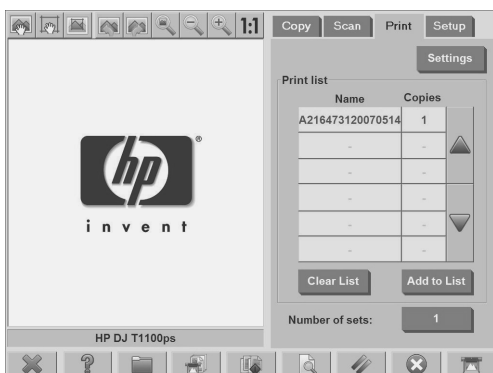 1:1
Copy Scan Print Setup
Settings
Print list
Name Copies
A216473120070514 1
- -
- -
- -
- -
- -
Clear List Add to List
Number of sets: 1
hp ®
invent
HP DJ T1100ps